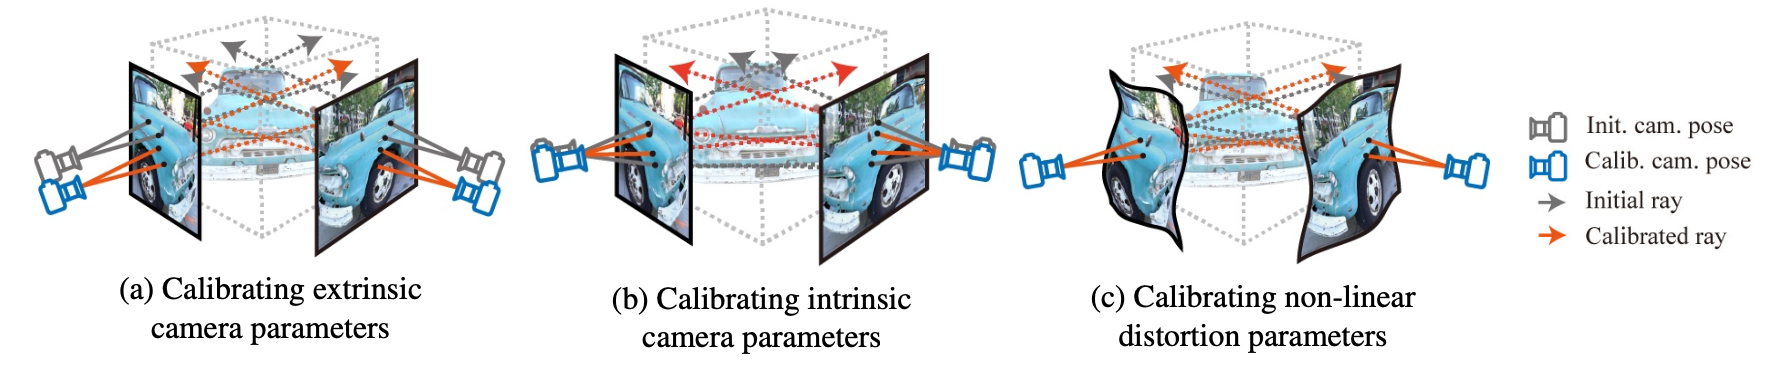 Init. cam. pose
Calib. cam. pose
Initial ray
Calibrated ray
(a) Calibrating extrinsic
camera parameters
(b) Calibrating intrinsic
camera parameters
(c) Calibrating non-linear
distortion parameters